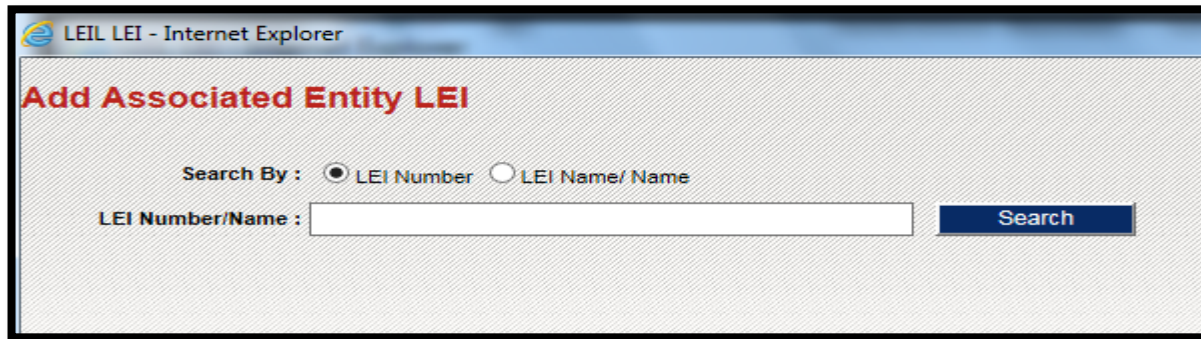 LEIL LEI - Internet Explorer
Add Associated Entity LEI
Search By : LEI Number LEI Name/ Name
LEI Number/Name : Search